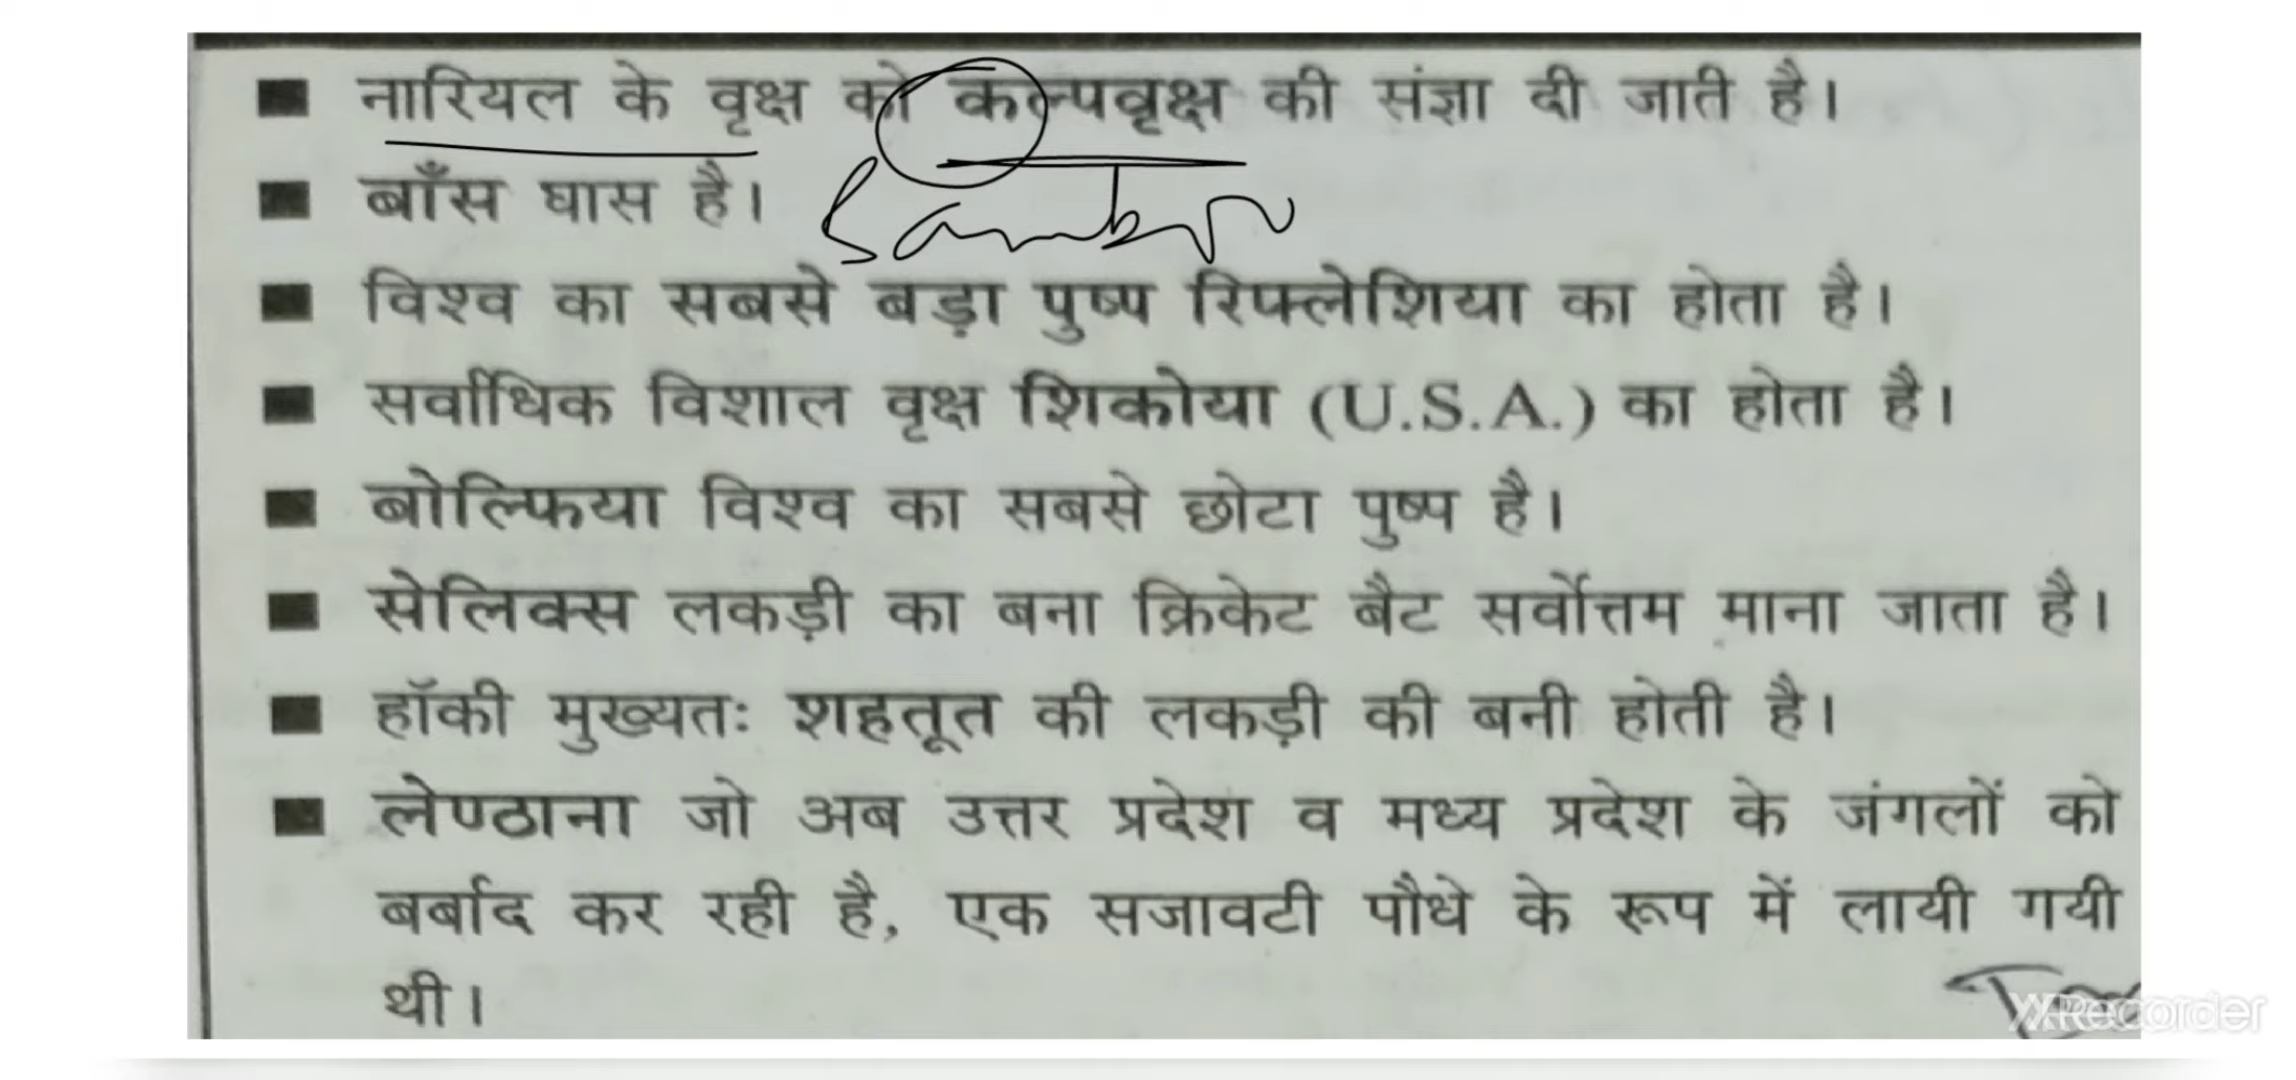 ■ नारियल के वृक्ष को कल्पवृक्ष की संज्ञा दी जाती है।
■ बाँस घास है।
■ विश्व का सबसे बड़ा पुष्प रिफ्लेशिया का होता है।
■ सर्वाधिक विशाल वृक्ष शिकोया (U.S.A.) का होता है।
■ बोल्फिया विश्व का सबसे छोटा पुष्प है।
■ सेलिक्स लकड़ी का बना क्रिकेट बैट सर्वोत्तम माना जाता है।
■ हॉकी मुख्यतः शहतूत की लकड़ी की बनी होती है।
■ लेण्ठाना जो अब उत्तर प्रदेश व मध्य प्रदेश के जंगलों को
बर्बाद कर रही है, एक सजावटी पौधे के रूप में लायी गयी
थी।
XRecorder